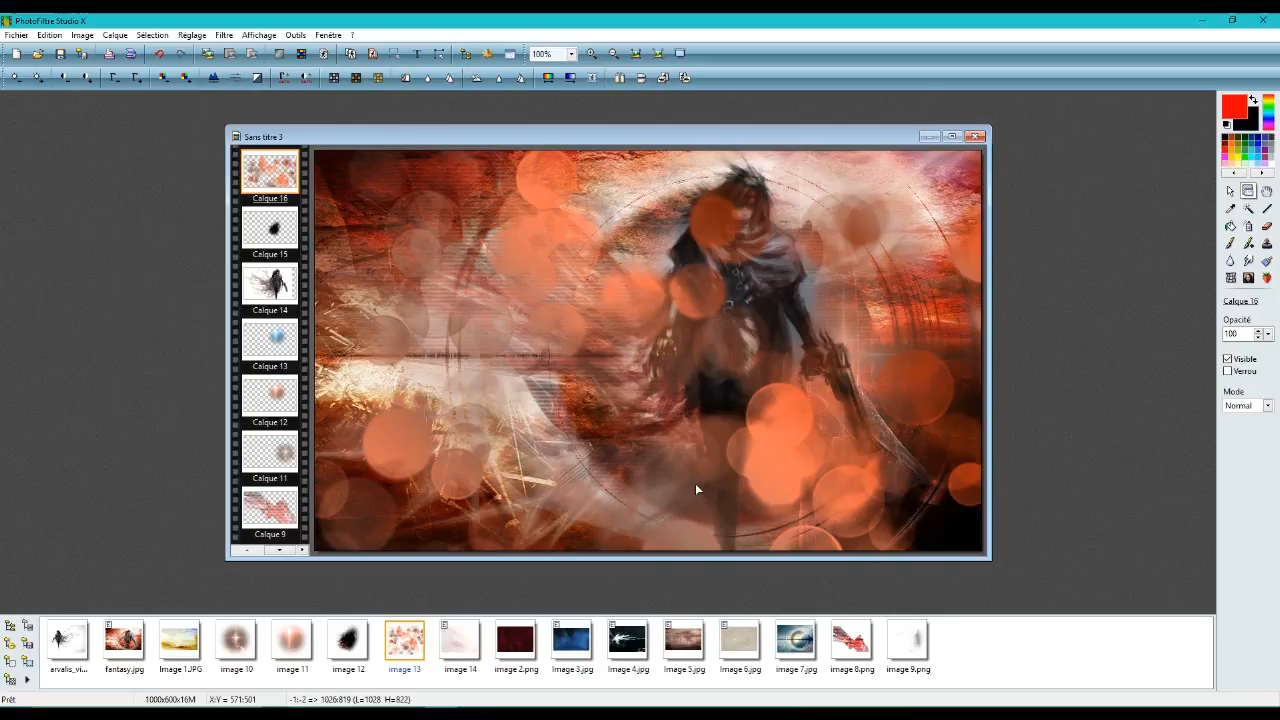 PhotoFiltre Studio X
Fichier Edition Image Calque Sélection Réglage Filtre Affichage Outils Fenêtre ?
100%
Sans titre 3
Calque 16
Calque 15
Calque 14
Calque 13
Calque 12
Calque 11
Calque 9
Calque 16
Opacité
100
Visible
Verrou
Mode
Normal
arvalis_vi... fantasy.jpg Image 1.JPG image 10 image 11 image 12 image 13 image 14 image 2.png Image 3.jpg Image 4.jpg Image 5.jpg Image 6.jpg image 7.jpg image 8.png image 9.png
Prêt 1000x600x16M X:Y = 571:501 -1:-2 => 1026:819 (L=1028 H=822)